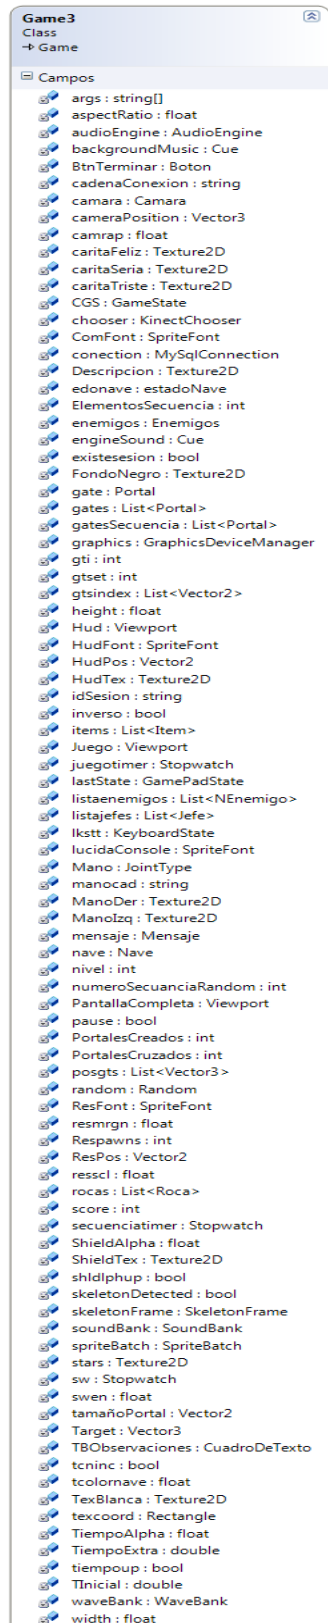 Game3
Class
Game
Campos
args : string[]
aspectRatio : float
audioEngine : AudioEngine
backgroundMusic : Cue
BtnTerminar : Boton
cadenaConexion : string
camara : Camara
cameraPosition : Vector3
camrap : float
caritaFeliz : Texture2D
caritaSeria : Texture2D
caritaTriste : Texture2D
CGS : GameState
chooser : KinectChooser
ComFont : SpriteFont
conection : MySqlConnection
Descripcion : Texture2D
edonave : estadoNave
ElementosSecuencia : int
enemigos : Enemigos
engineSound : Cue
existesesion : bool
FondoNegro : Texture2D
gate : Portal
gates : List<Portal>
gatesSecuencia : List<Portal>
graphics : GraphicsDeviceManager
gti : int
gtset : int
gtsindex : List<Vector2>
height : float
Hud : Viewport
HudFont : SpriteFont
HudPos : Vector2
HudTex : Texture2D
idSesion : string
inverso : bool
items : List<Item>
Juego : Viewport
juegotimer : Stopwatch
lastState : GamePadState
listaenemigos : List<NEnemigo>
listajefes : List<Jefe>
lkstt : KeyboardState
lucidaConsole : SpriteFont
Mano : JointType
manocad : string
ManoDer : Texture2D
ManoIzq : Texture2D
mensaje : Mensaje
nave : Nave
nivel : int
numeroSecuanciaRandom : int
PantallaCompleta : Viewport
pause : bool
PortalesCreados : int
PortalesCruzados : int
posgts : List<Vector3>
random : Random
ResFont : SpriteFont
resmrgn : float
Respawns : int
ResPos : Vector2
resscl : float
rocas : List<Roca>
score : int
secuenciatimer : Stopwatch
ShieldAlpha : float
ShieldTex : Texture2D
shldlphup : bool
skeletonDetected : bool
skeletonFrame : SkeletonFrame
soundBank : SoundBank
spriteBatch : SpriteBatch
stars : Texture2D
sw : Stopwatch
swen : float
tamañoPortal : Vector2
Target : Vector3
TBObservaciones : CuadroDeTexto
tcninc : bool
tcolornave : float
TexBlanca : Texture2D
texcoord : Rectangle
TiempoAlpha : float
TiempoExtra : double
tiempoup : bool
TInicial : double
waveBank : WaveBank
width : float